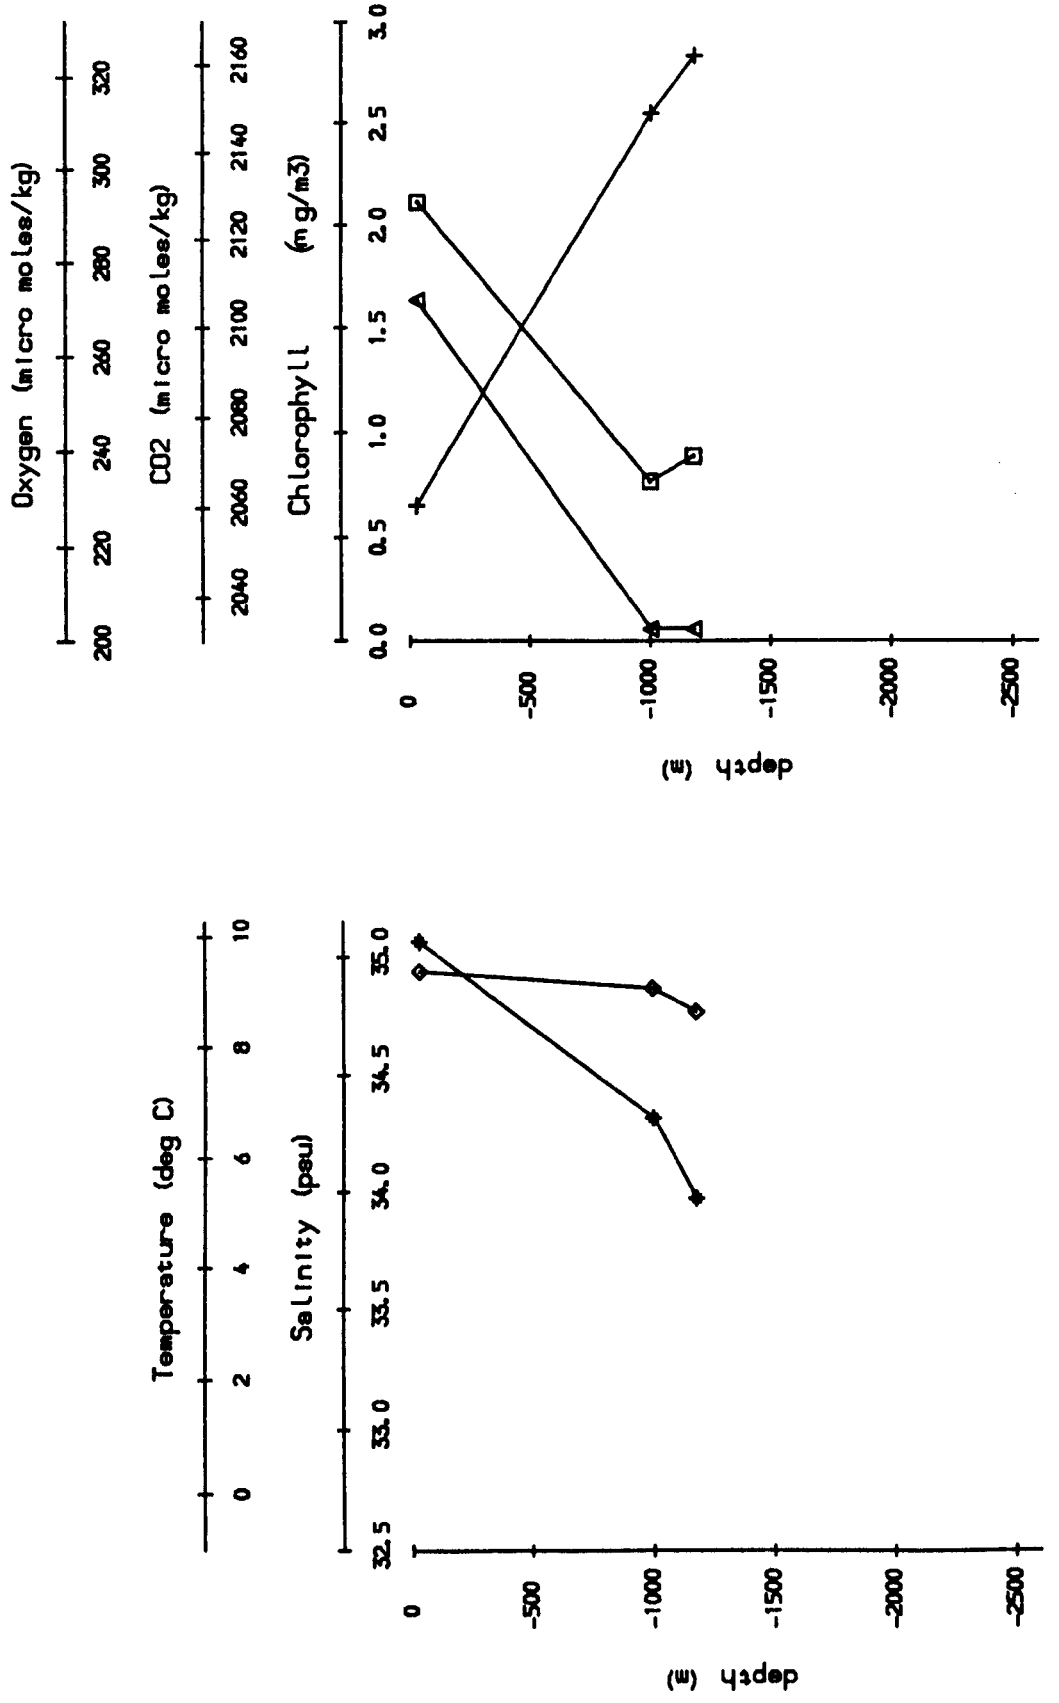 Temperature (deg C)
0 2 4 6 8 10
Salinity (psu)
32.5 33.0 33.5 34.0 34.5 35.0
0
-500
-1000
-1500
-2000
-2500
depth (m)
Oxygen (micro moles/kg)
200 220 240 260 280 300 320
CO2 (micro moles/kg)
2040 2060 2080 2100 2120 2140 2160
Chlorophyll (mg/m3)
0.0 0.5 1.0 1.5 2.0 2.5 3.0
0
-500
-1000
-1500
-2000
-2500
depth (m)